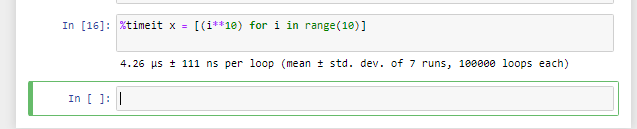 In [16]: %timeit x = [(i**10) for i in range(10)]
4.26 µs ± 111 ns per loop (mean ± std. dev. of 7 runs, 100000 loops each)
In [ ]: